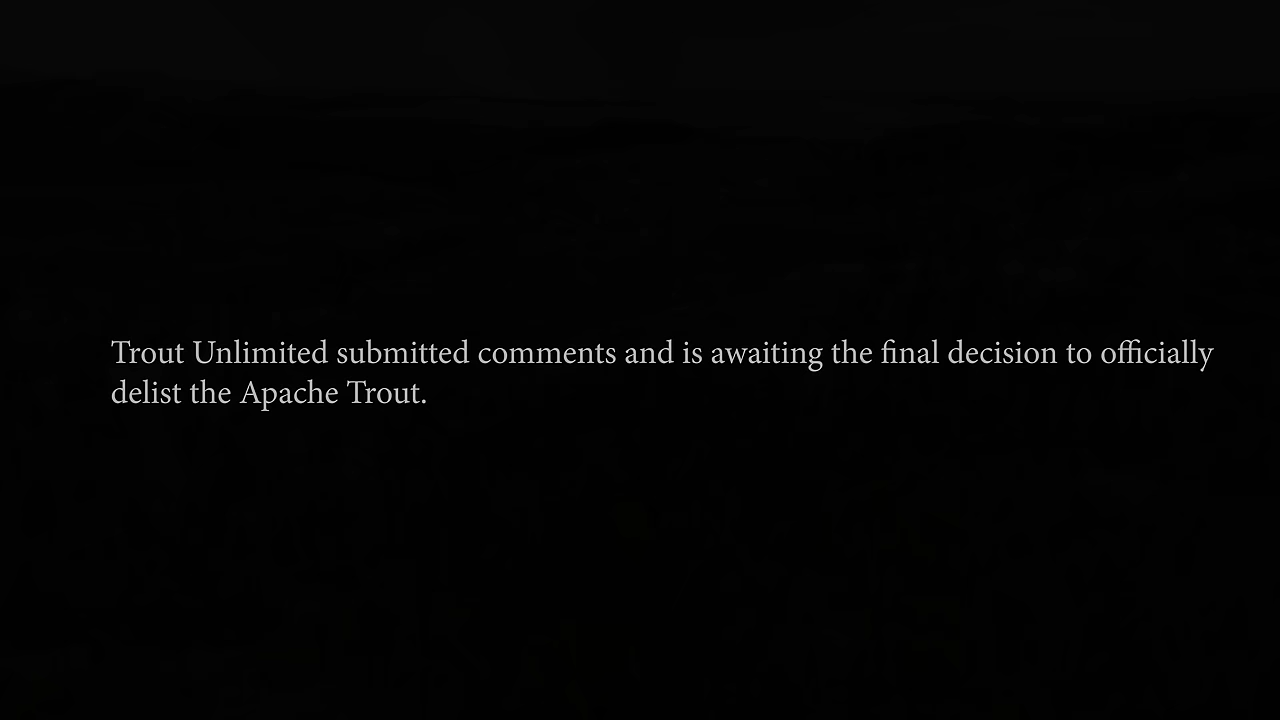 Trout Unlimited submitted comments and is awaiting the final decision to officially
delist the Apache Trout.